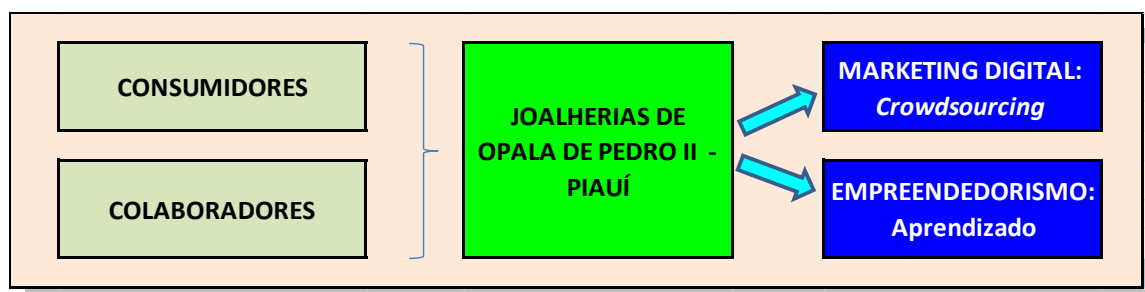 CONSUMIDORES
COLABORADORES
JOALHERIAS DE
OPALA DE PEDRO II -
PIAUÍ
MARKETING DIGITAL:
Crowdsourcing
EMPREENDEDORISMO:
Aprendizado